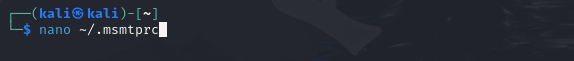 ┌──(kali㉿kali)-[~]
└─$ nano ~/.msmtprc